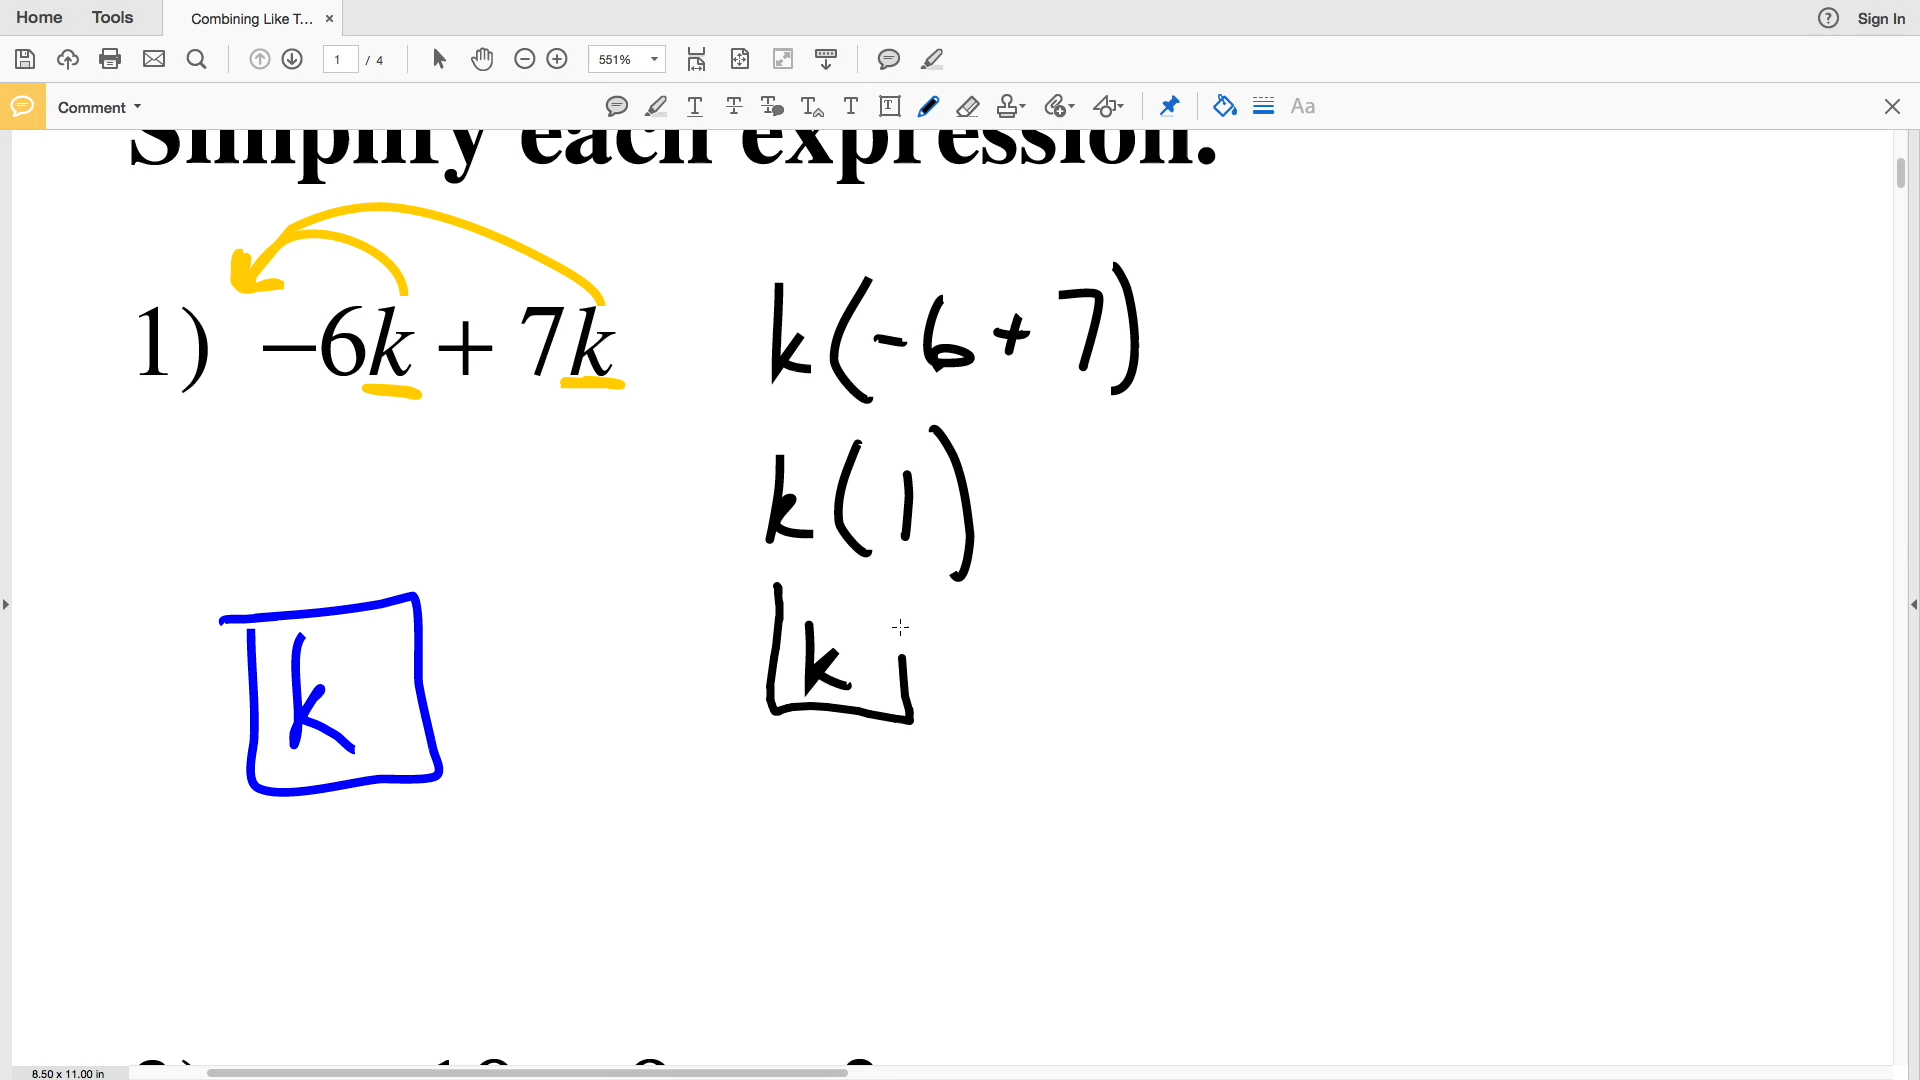 Home Tools Combining Like T... × ? Sign In
1 / 4 551%
Comment Aa
Simplify each expression.
1) −6k + 7k
k(-6+7)
k(1)
k
k
8.50 x 11.00 in